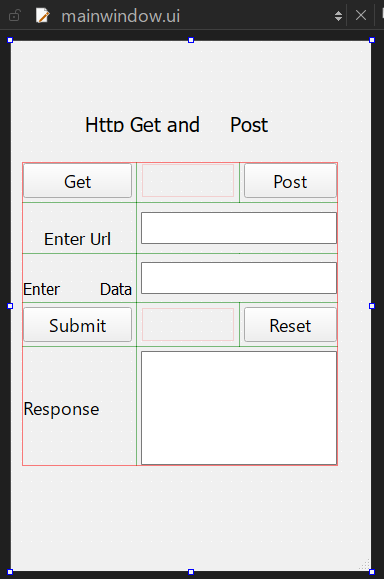 mainwindow.ui
Http Get and Post
Get Post
Enter Url
Enter Data
Submit Reset
Response